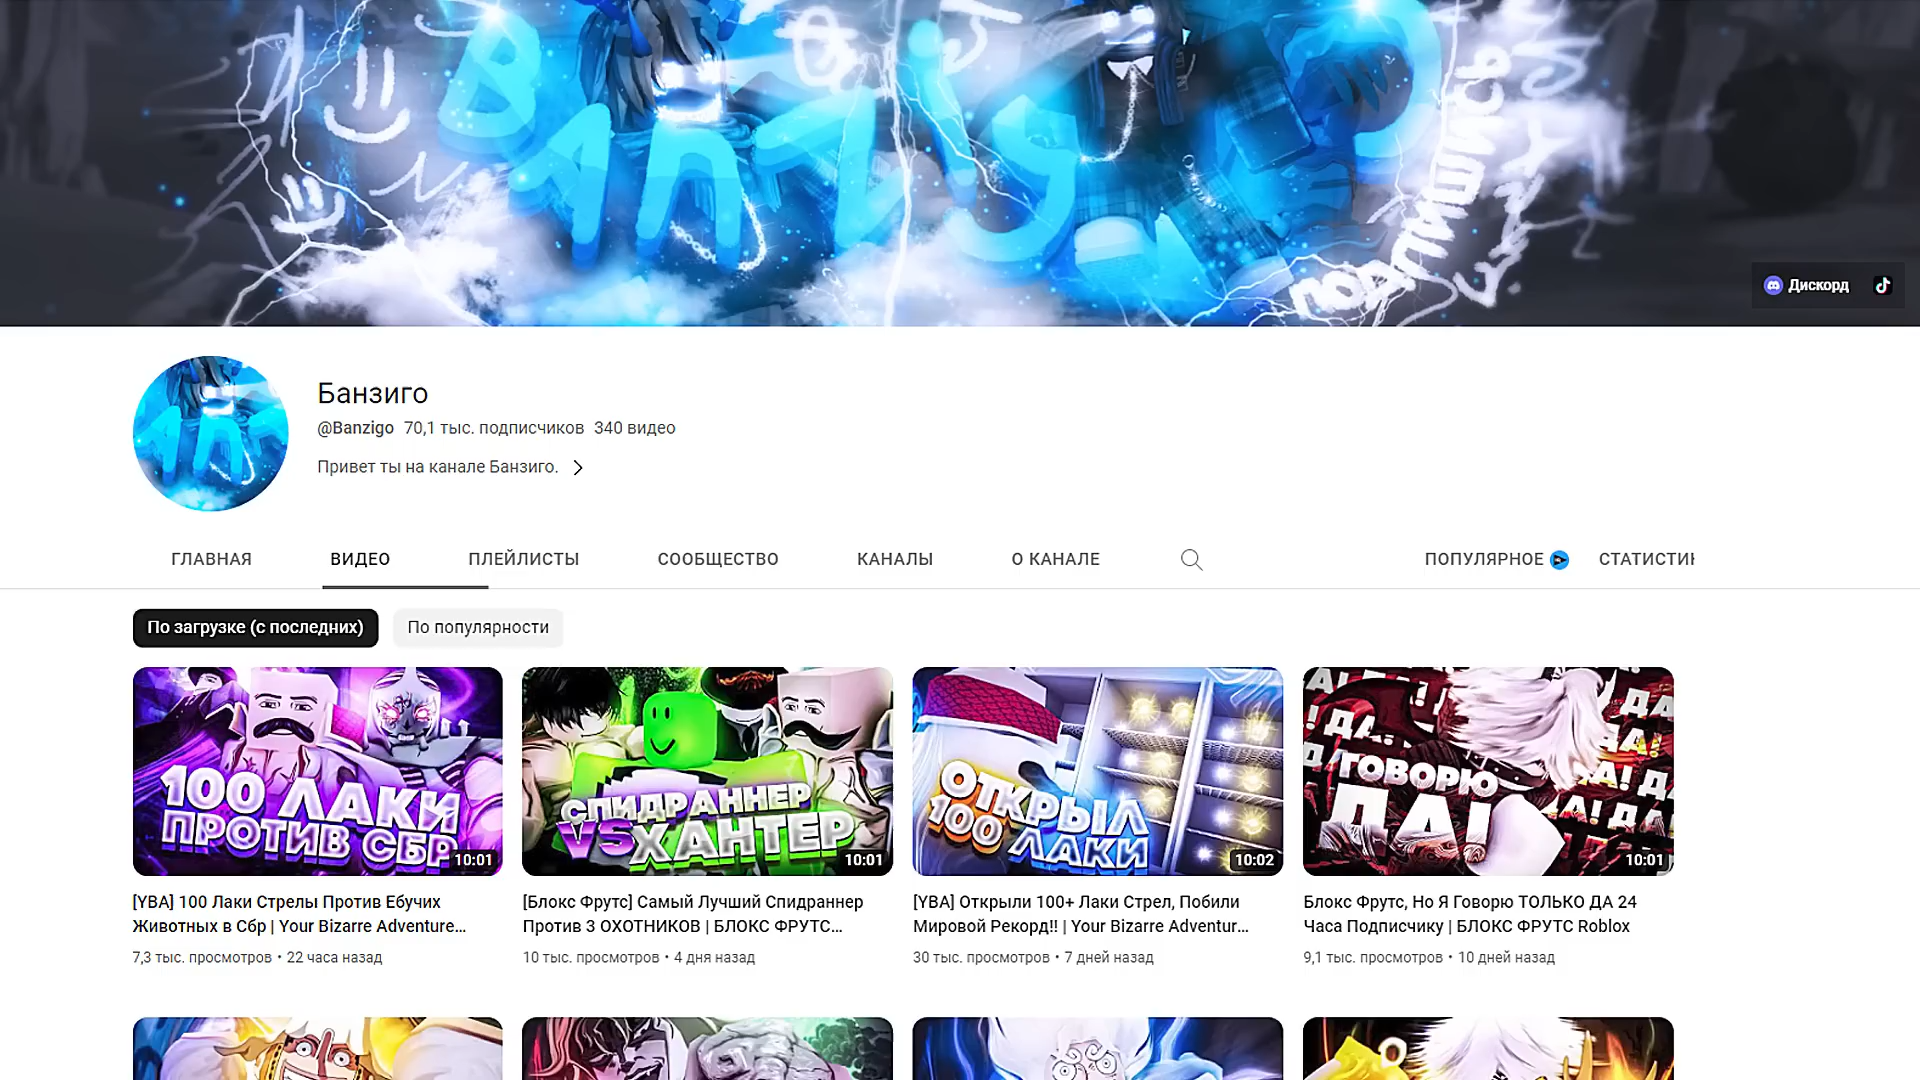 Дискорд
Банзиго
@Banzigo 70,1 тыс. подписчиков 340 видео
Привет ты на канале Банзиго.
ГЛАВНАЯ ВИДЕО ПЛЕЙЛИСТЫ СООБЩЕСТВО КАНАЛЫ О КАНАЛЕ ПОПУЛЯРНОЕ СТАТИСТИ
По загрузке (с последних) По популярности
100 ЛАКИ
ПРОТИВ СБР
10:01
СПИДРАННЕР
VS ХАНТЕР
10:01
ОТКРЫЛ
100 ЛАКИ
10:02
ГОВОРЮ
ДА!
10:01
[YBA] 100 Лаки Стрелы Против Ебучих
Животных в Сбр | Your Bizarre Adventure...
7,3 тыс. просмотров • 22 часа назад
[Блокс Фрутс] Самый Лучший Спидраннер
Против 3 ОХОТНИКОВ | БЛОКС ФРУТС...
10 тыс. просмотров • 4 дня назад
[YBA] Открыли 100+ Лаки Стрел, Побили
Мировой Рекорд!! | Your Bizarre Adventur...
30 тыс. просмотров • 7 дней назад
Блокс Фрутс, Но Я Говорю ТОЛЬКО ДА 24
Часа Подписчику | БЛОКС ФРУТС Roblox
9,1 тыс. просмотров • 10 дней назад